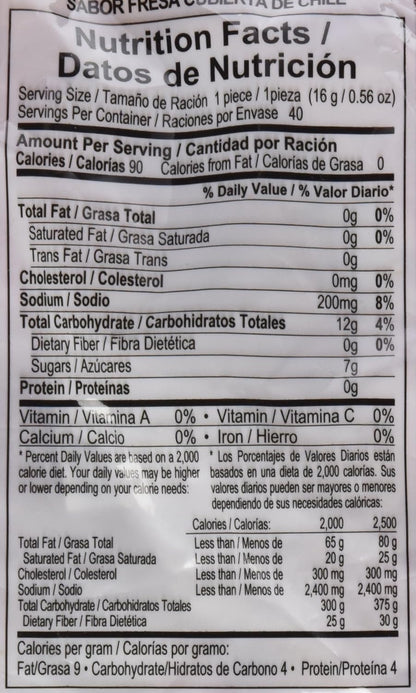 SABOR FRESA CUBIERTA DE CHILE
Nutrition Facts /
Datos de Nutrición
Serving Size / Tamaño de Ración 1 piece / 1pieza (16 g / 0.56 oz)
Servings Per Container / Raciones por Envase 40
Amount Per Serving / Cantidad por Ración
Calories / Calorías 90 Calories from Fat / Calorías de Grasa 0
% Daily Value / % Valor Diario*
Total Fat / Grasa Total 0g 0%
Saturated Fat / Grasa Saturada 0g 0%
Trans Fat / Grasa Trans 0g
Cholesterol / Colesterol 0mg 0%
Sodium / Sodio 200mg 8%
Total Carbohydrate / Carbohidratos Totales 12g 4%
Dietary Fiber / Fibra Dietética 0g 0%
Sugars / Azúcares 7g
Protein / Proteínas 0g
Vitamin / Vitamina A 0% • Vitamin / Vitamina C 0%
Calcium / Calcio 0% • Iron / Hierro 0%
* Percent Daily Values are based on a 2,000
calorie diet. Your daily values may be higher
or lower depending on your calorie needs:
* Los Porcentajes de Valores Diarios están
basados en una dieta de 2,000 calorías. Sus
valores diarios pueden ser mayores o menores
dependiendo de sus necesidades calóricas:
Calories / Calorías: 2,000 2,500
Total Fat / Grasa Total Less than / Menos de 65 g 80 g
Saturated Fat / Grasa Saturada Less than / Menos de 20 g 25 g
Cholesterol / Colesterol Less than / Menos de 300 mg 300 mg
Sodium / Sodio Less than / Menos de 2,400 mg 2,400 mg
Total Carbohydrate / Carbohidratos Totales 300 g 375 g
Dietary Fiber / Fibra Dietética 25 g 30 g
Calories per gram / Calorías por gramo:
Fat/Grasa 9 • Carbohydrate/Hidratos de Carbono 4 • Protein/Proteína 4